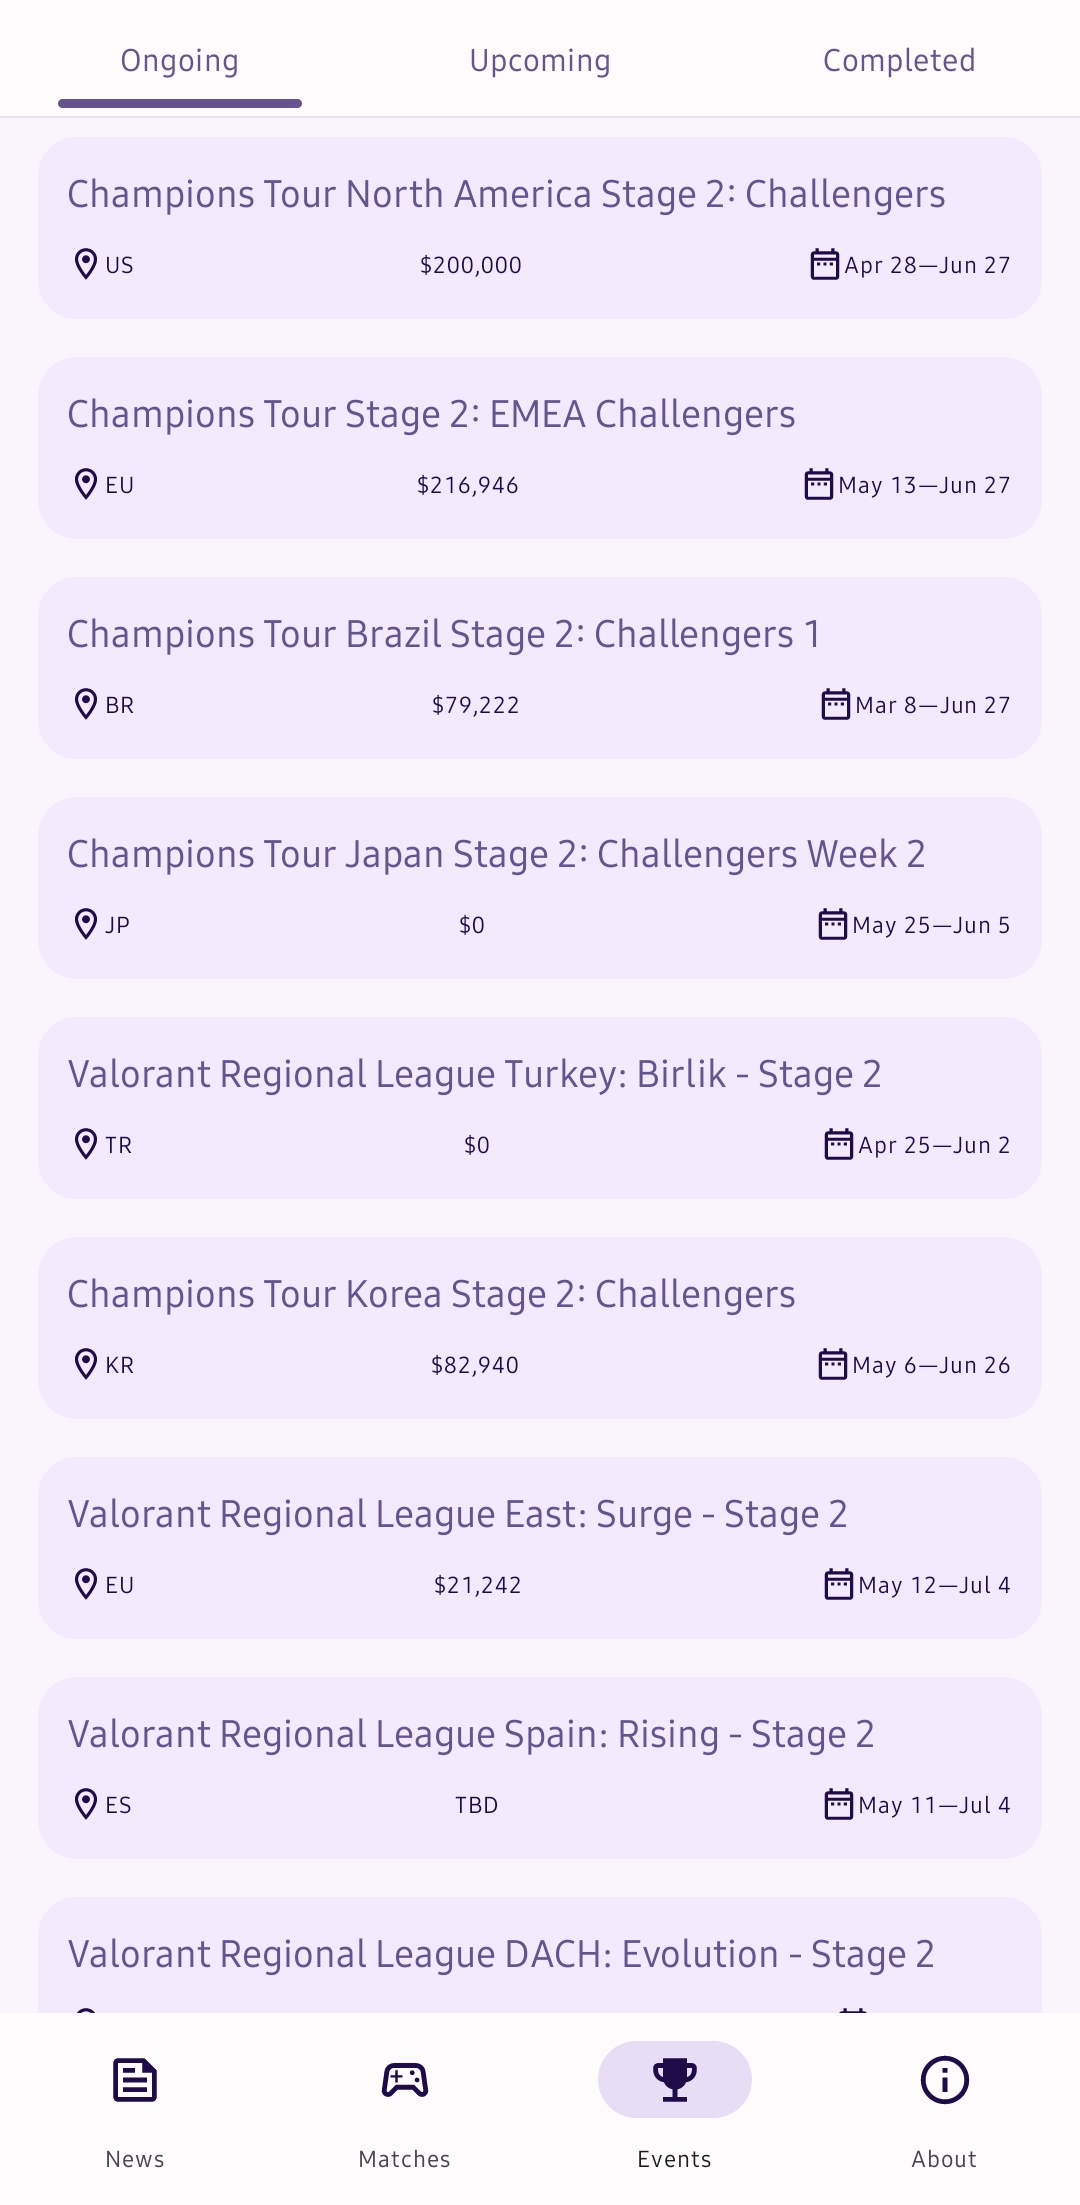 Ongoing Upcoming Completed
Champions Tour North America Stage 2: Challengers
US $200,000 Apr 28—Jun 27
Champions Tour Stage 2: EMEA Challengers
EU $216,946 May 13—Jun 27
Champions Tour Brazil Stage 2: Challengers 1
BR $79,222 Mar 8—Jun 27
Champions Tour Japan Stage 2: Challengers Week 2
JP $0 May 25—Jun 5
Valorant Regional League Turkey: Birlik - Stage 2
TR $0 Apr 25—Jun 2
Champions Tour Korea Stage 2: Challengers
KR $82,940 May 6—Jun 26
Valorant Regional League East: Surge - Stage 2
EU $21,242 May 12—Jul 4
Valorant Regional League Spain: Rising - Stage 2
ES TBD May 11—Jul 4
Valorant Regional League DACH: Evolution - Stage 2
News Matches Events About